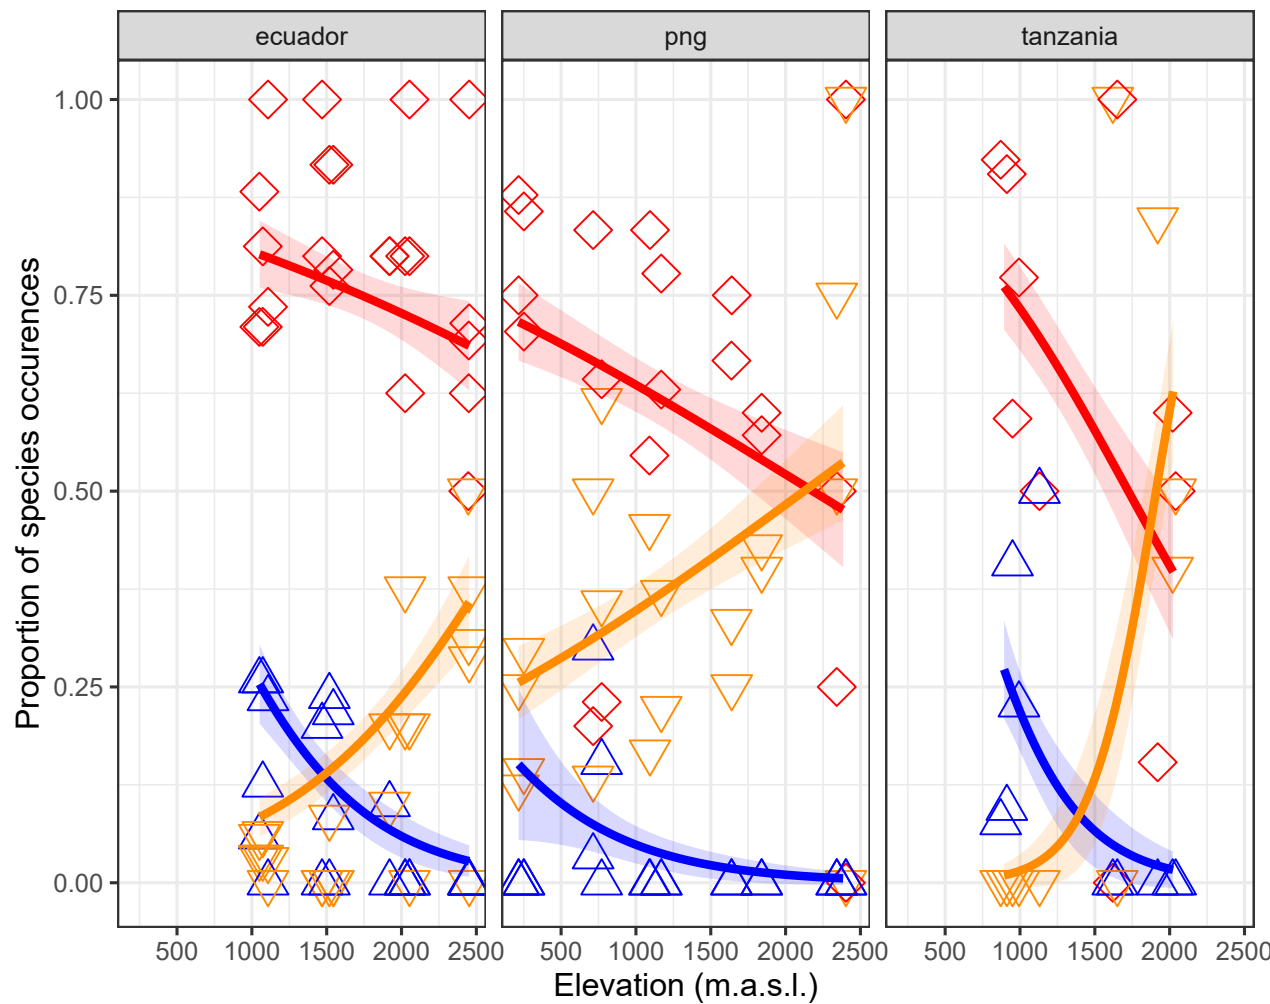 ecuador png tanzania
Proportion of species occurences
1.00
0.75
0.50
0.25
0.00
500 1000 1500 2000 2500 500 1000 1500 2000 2500 500 1000 1500 2000 2500
Elevation (m.a.s.l.)